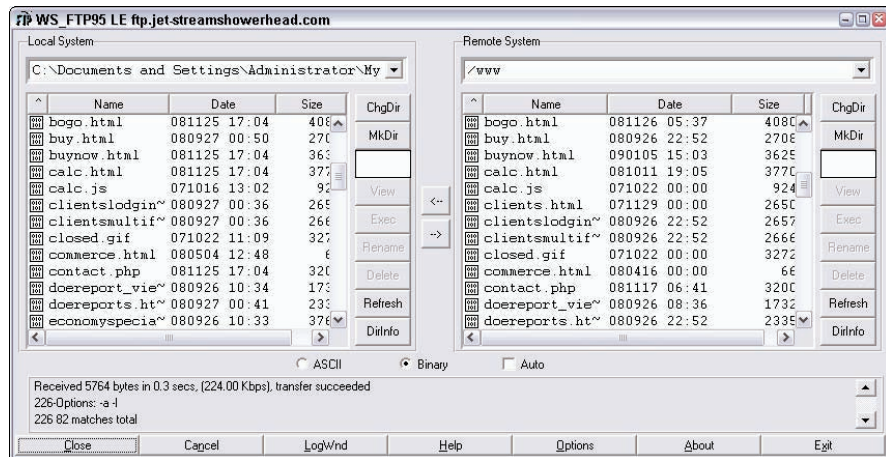 WS_FTP95 LE ftp.jet-streamshowerhead.com
Local System
C:\Documents and Settings\Administrator\My
^ Name Date Size
bogo.html 081125 17:04 408
buy.html 080927 00:50 270
buynow.html 081125 17:04 363
calc.html 081125 17:04 377
calc.js 071016 13:02 92
clientslodgin~ 080927 00:36 265
clientsmultif~ 080927 00:36 266
closed.gif 071022 11:09 327
commerce.html 080504 12:48 6
contact.php 081125 17:04 320
doereport_vie~ 080926 10:34 173
doereports.ht~ 080927 00:41 233
economyspecia~ 080926 10:33 376
ChgDir
MkDir
View
Exec
Rename
Delete
Refresh
DirInfo
<--
-->
Remote System
/www
^ Name Date Size
bogo.html 081126 05:37 4080
buy.html 080926 22:52 2708
buynow.html 090105 15:03 3625
calc.html 081011 19:05 3770
calc.js 071022 00:00 924
clients.html 071129 00:00 2650
clientslodgin~ 080926 22:52 2657
clientsmultif~ 080926 22:52 2666
closed.gif 071022 00:00 3272
commerce.html 080416 00:00 66
contact.php 081117 06:41 3200
doereport_vie~ 080926 08:36 1732
doereports.ht~ 080926 22:52 2335
ChgDir
MkDir
View
Exec
Rename
Delete
Refresh
DirInfo
ASCII Binary Auto
Received 5764 bytes in 0.3 secs, (224.00 Kbps), transfer succeeded
226-Options: -a -l
226 82 matches total
Close Cancel LogWnd Help Options About Exit